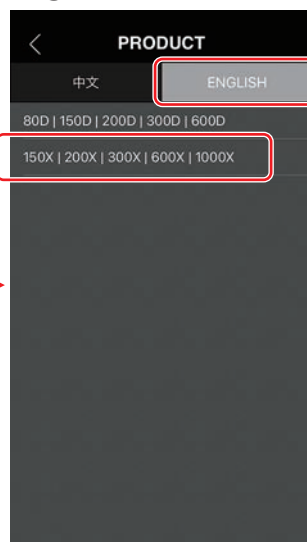 PRODUCT
中文 ENGLISH
80D | 150D | 200D | 300D | 600D
150X | 200X | 300X | 600X | 1000X